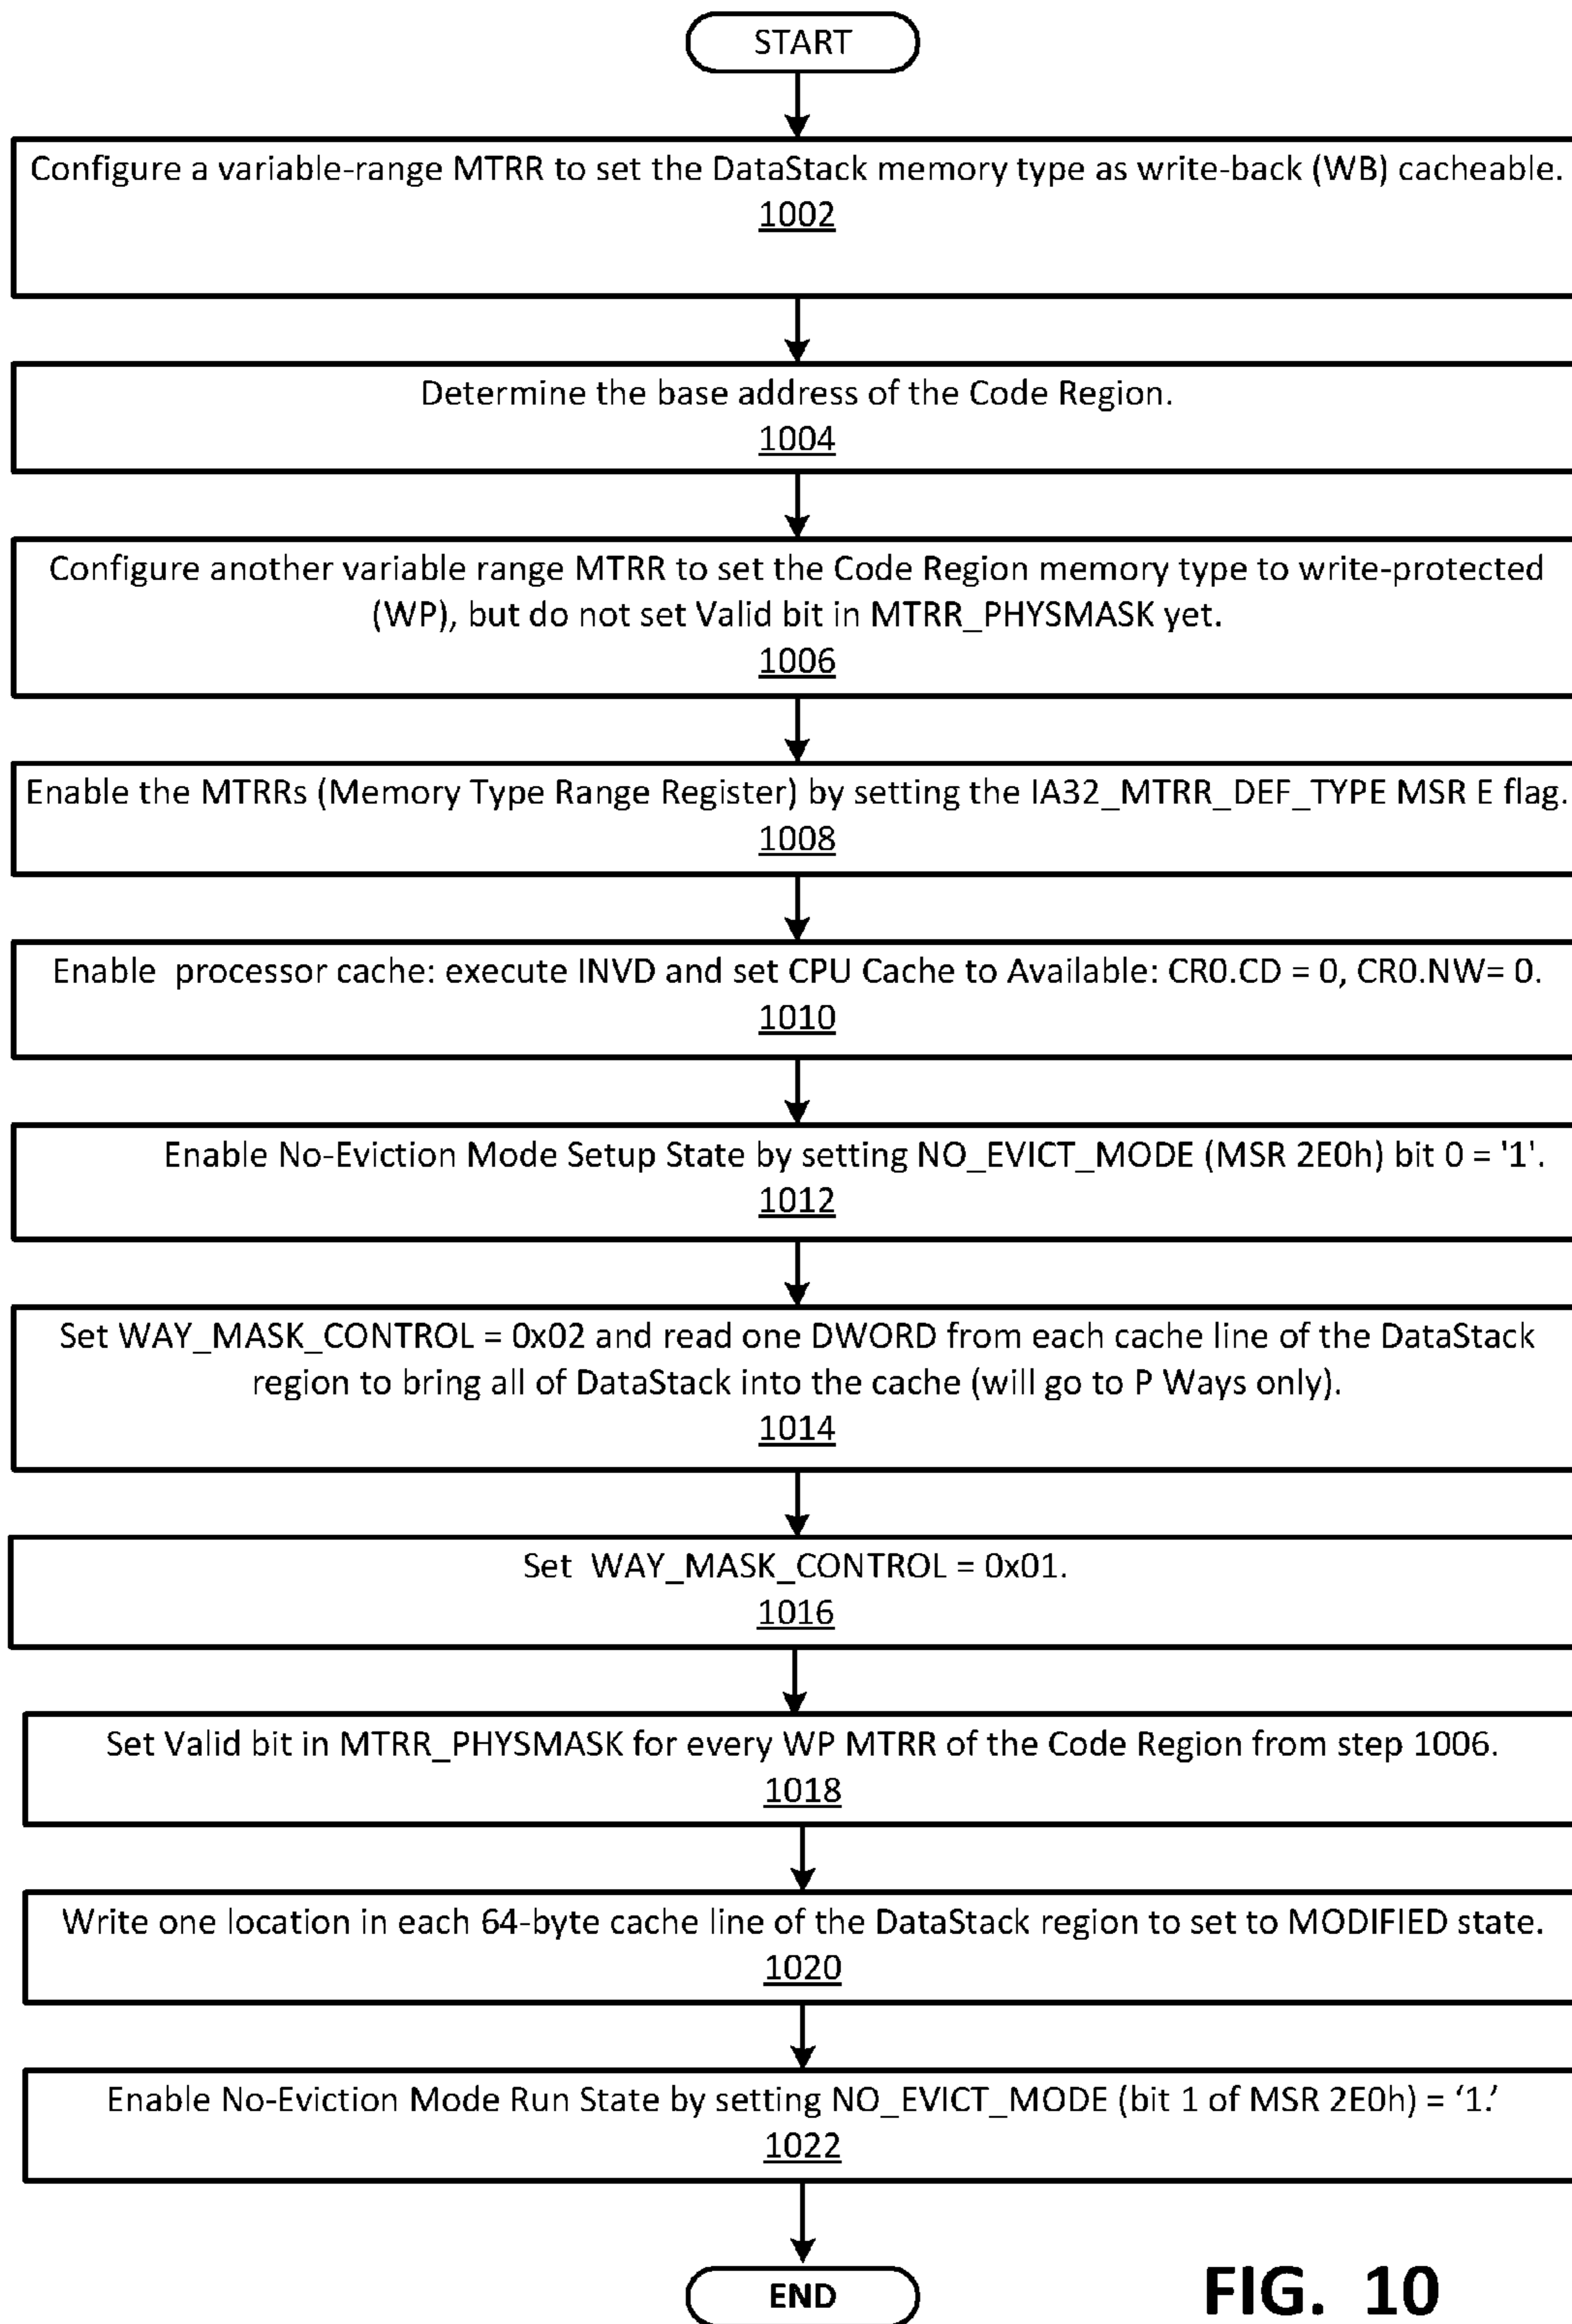 START
Configure a variable-range MTRR to set the DataStack memory type as write-back (WB) cacheable.
1002
Determine the base address of the Code Region.
1004
Configure another variable range MTRR to set the Code Region memory type to write-protected
(WP), but do not set Valid bit in MTRR_PHYSMASK yet.
1006
Enable the MTRRs (Memory Type Range Register) by setting the IA32_MTRR_DEF_TYPE MSR E flag.
1008
Enable processor cache: execute INVD and set CPU Cache to Available: CR0.CD = 0, CR0.NW= 0.
1010
Enable No-Eviction Mode Setup State by setting NO_EVICT_MODE (MSR 2E0h) bit 0 = '1'.
1012
Set WAY_MASK_CONTROL = 0x02 and read one DWORD from each cache line of the DataStack
region to bring all of DataStack into the cache (will go to P Ways only).
1014
Set WAY_MASK_CONTROL = 0x01.
1016
Set Valid bit in MTRR_PHYSMASK for every WP MTRR of the Code Region from step 1006.
1018
Write one location in each 64-byte cache line of the DataStack region to set to MODIFIED state.
1020
Enable No-Eviction Mode Run State by setting NO_EVICT_MODE (bit 1 of MSR 2E0h) = ‘1.’
1022
END
FIG. 10